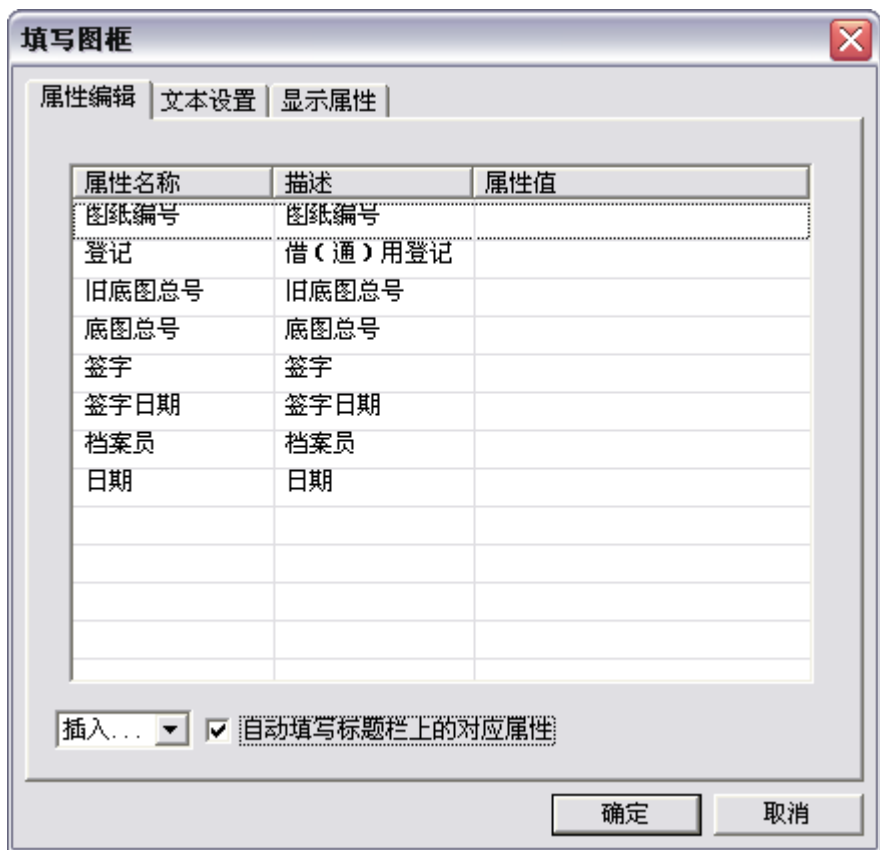 填写图框
属性编辑 文本设置 显示属性
属性名称 描述 属性值
图纸编号 图纸编号
登记 借(通)用登记
旧底图总号 旧底图总号
底图总号 底图总号
签字 签字
签字日期 签字日期
档案员 档案员
日期 日期
插入... 自动填写标题栏上的对应属性
确定 取消